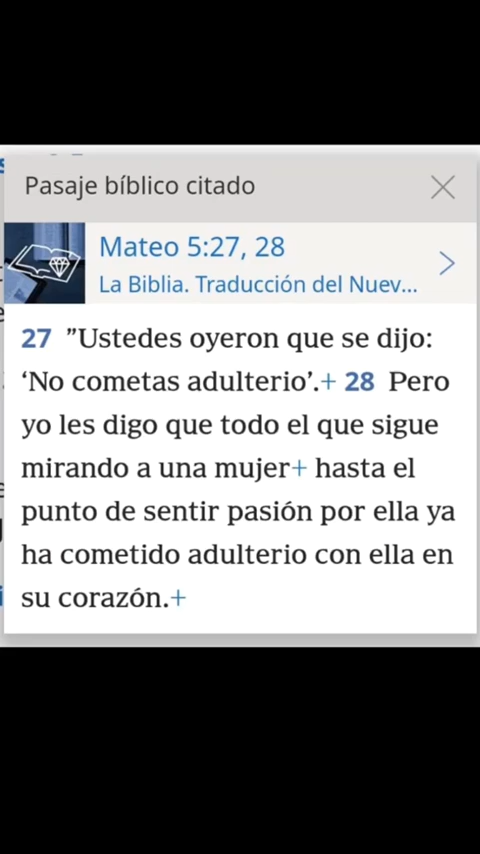 Pasaje bíblico citado
Mateo 5:27, 28
La Biblia. Traducción del Nuev...
27 ”Ustedes oyeron que se dijo:
‘No cometas adulterio’.+ 28 Pero
yo les digo que todo el que sigue
mirando a una mujer+ hasta el
punto de sentir pasión por ella ya
ha cometido adulterio con ella en
su corazón.+